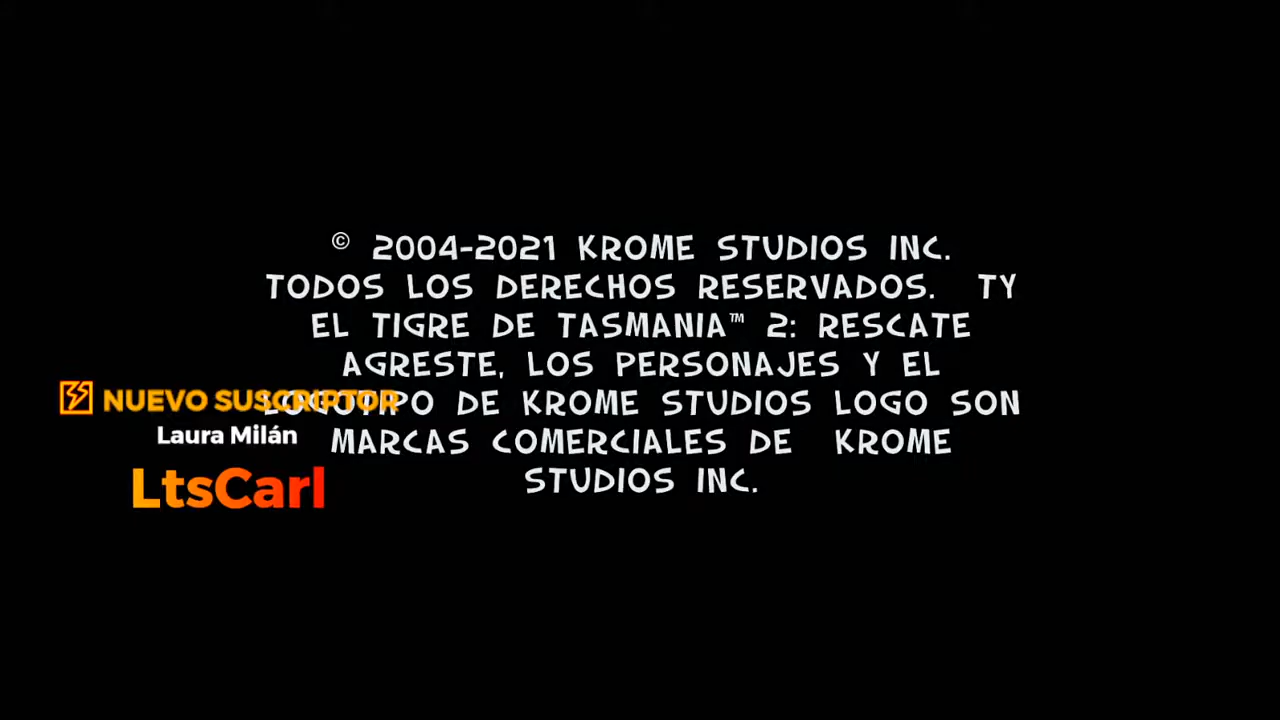 © 2004-2021 KROME STUDIOS INC.
TODOS LOS DERECHOS RESERVADOS. TY
EL TIGRE DE TASMANIA™ 2: RESCATE
AGRESTE, LOS PERSONAJES Y EL
LOGOTIPO DE KROME STUDIOS LOGO SON
MARCAS COMERCIALES DE KROME
STUDIOS INC.
NUEVO SUSCRIPTOR
Laura Milán
LtsCarl